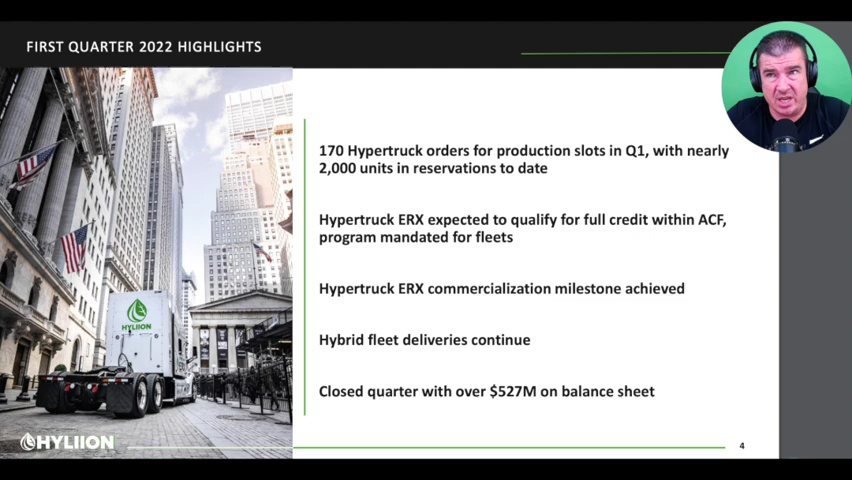 FIRST QUARTER 2022 HIGHLIGHTS
170 Hypertruck orders for production slots in Q1, with nearly
2,000 units in reservations to date
Hypertruck ERX expected to qualify for full credit within ACF,
program mandated for fleets
Hypertruck ERX commercialization milestone achieved
Hybrid fleet deliveries continue
Closed quarter with over $527M on balance sheet
HYLIION
HYLIION
4